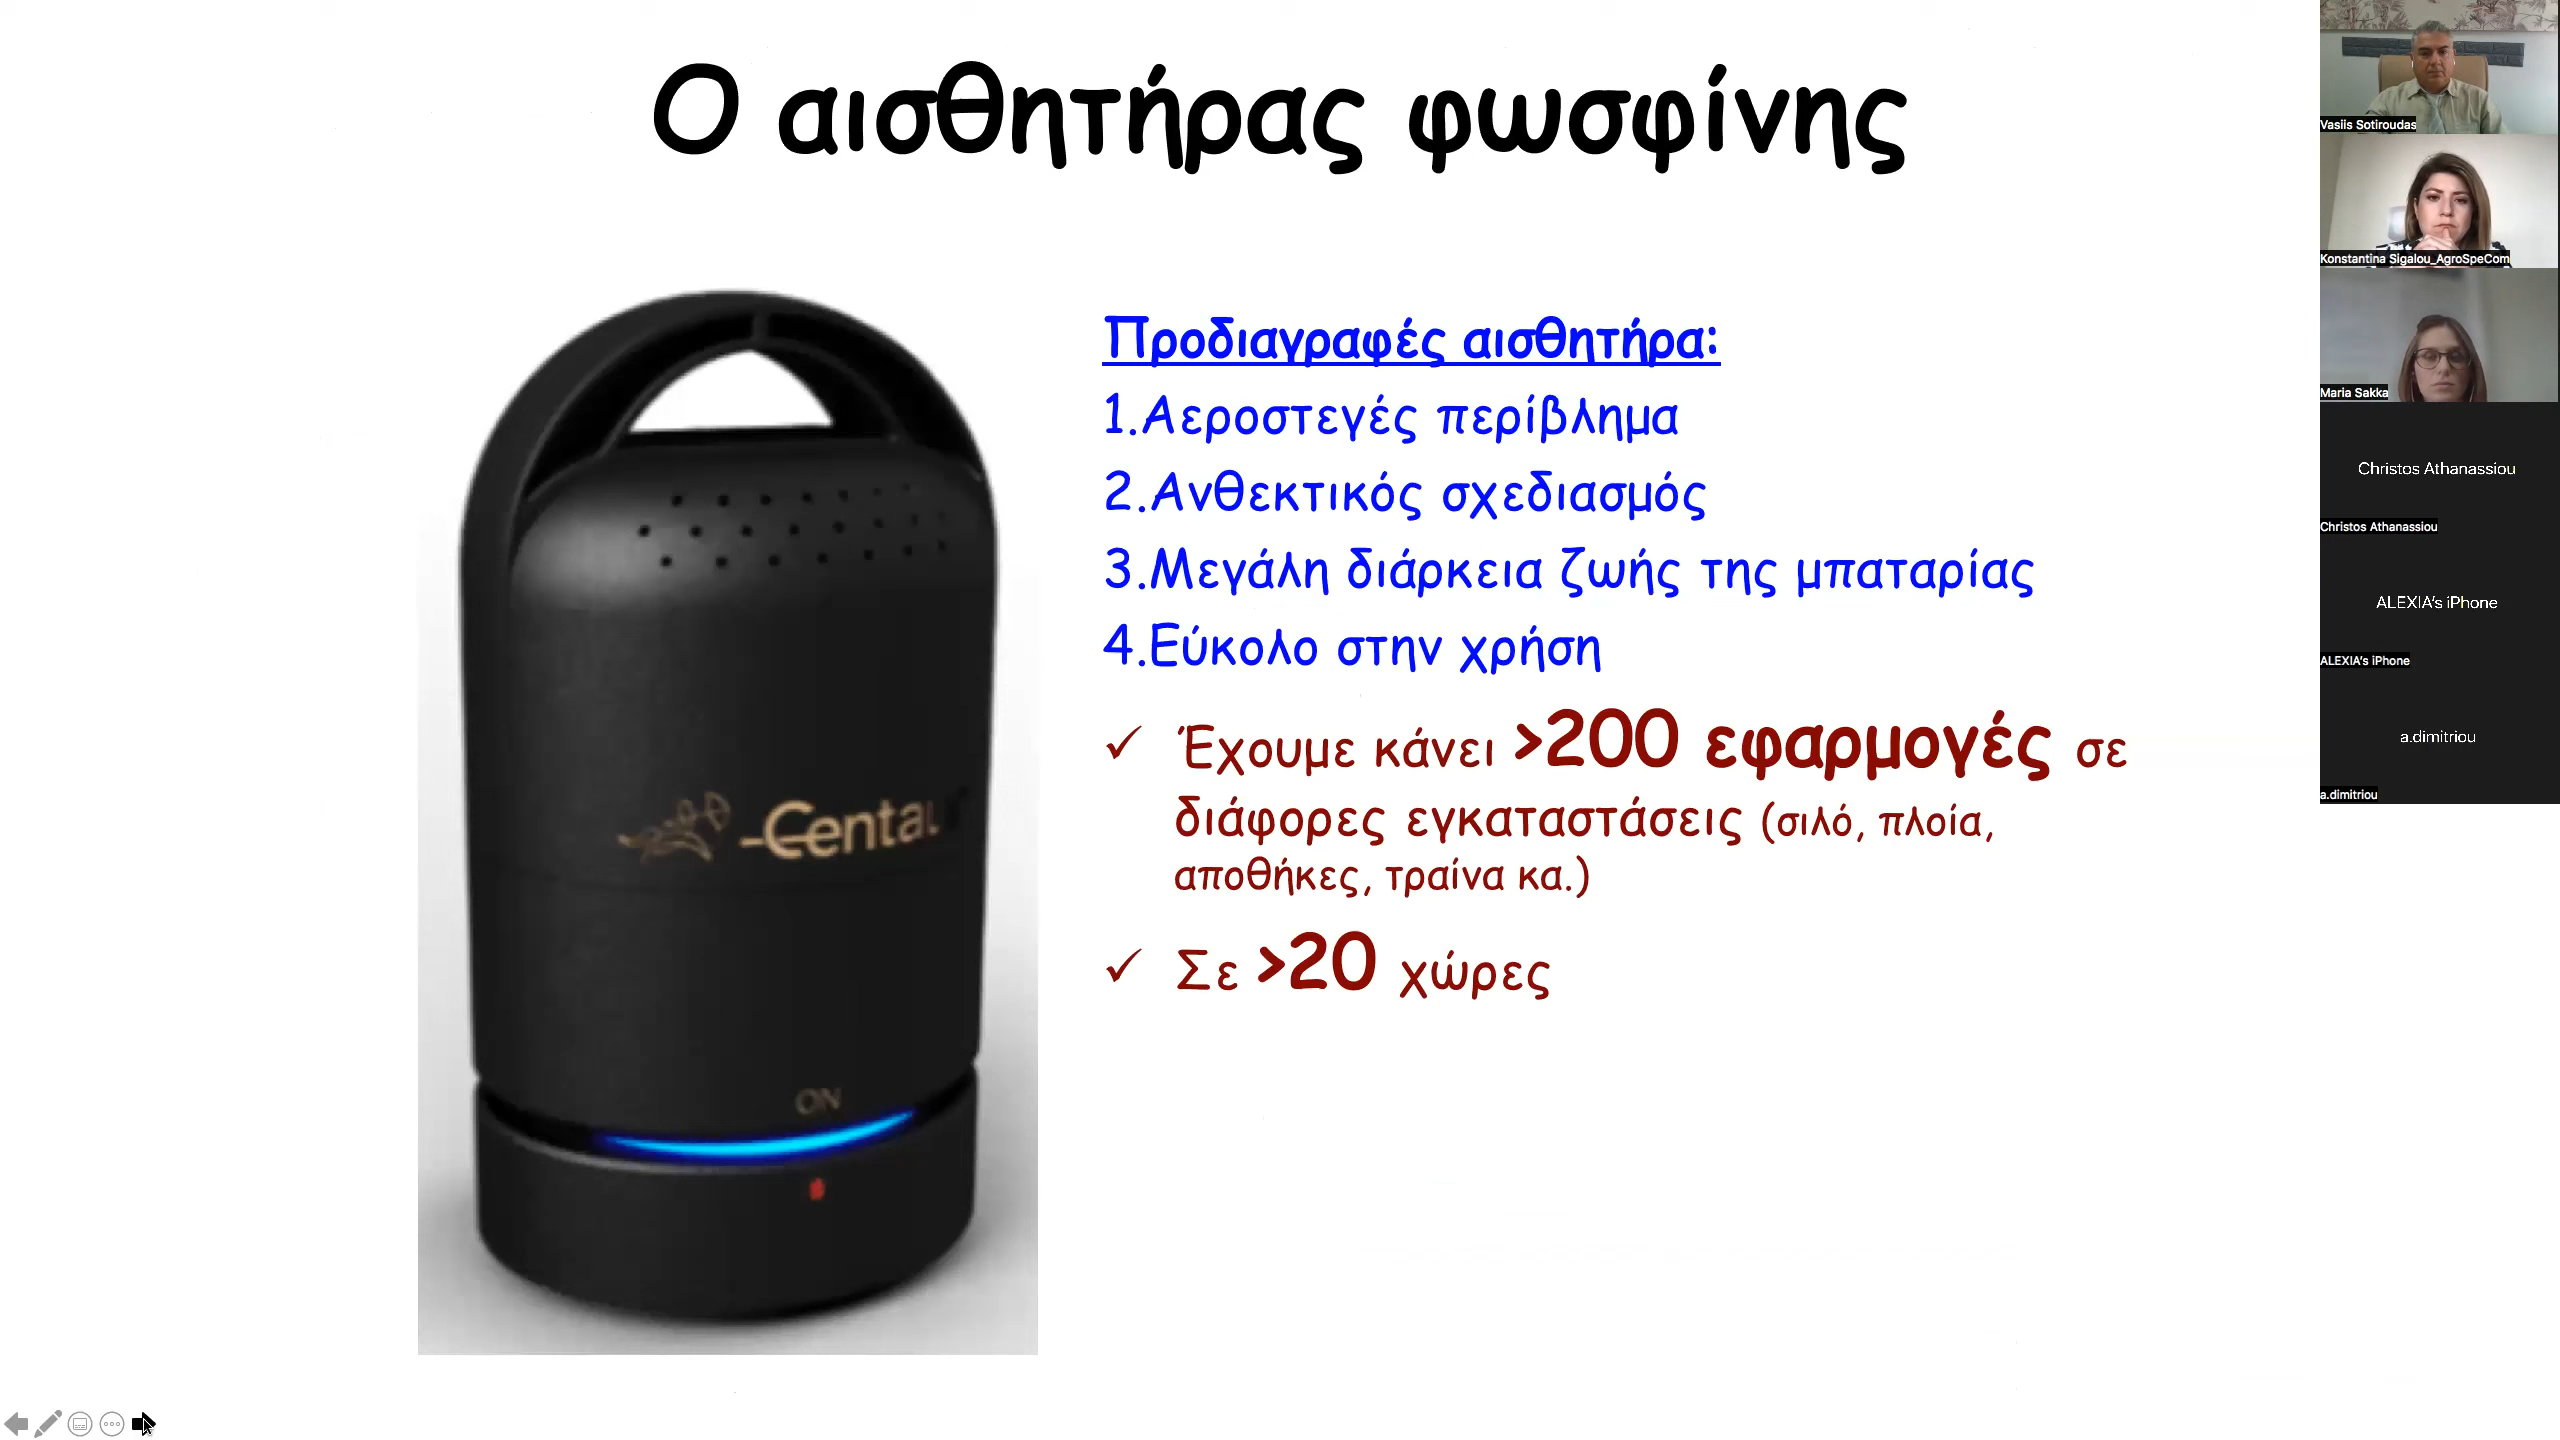 Ο αισθητήρας φωσφίνης
Προδιαγραφές αισθητήρα:
1.Αεροστεγές περίβλημα
2.Ανθεκτικός σχεδιασμός
3.Μεγάλη διάρκεια ζωής της μπαταρίας
4.Εύκολο στην χρήση
✓ Έχουμε κάνει >200 εφαρμογές σε
διάφορες εγκαταστάσεις (σιλό, πλοία,
αποθήκες, τραίνα κα.)
✓ Σε >20 χώρες
Centau
ON
Vasiis Sotiroudas
Konstantina Sigalou_AgroSpeCom
Maria Sakka
Christos Athanassiou
Christos Athanassiou
ALEXIA's iPhone
ALEXIA's iPhone
a.dimitriou
a.dimitriou